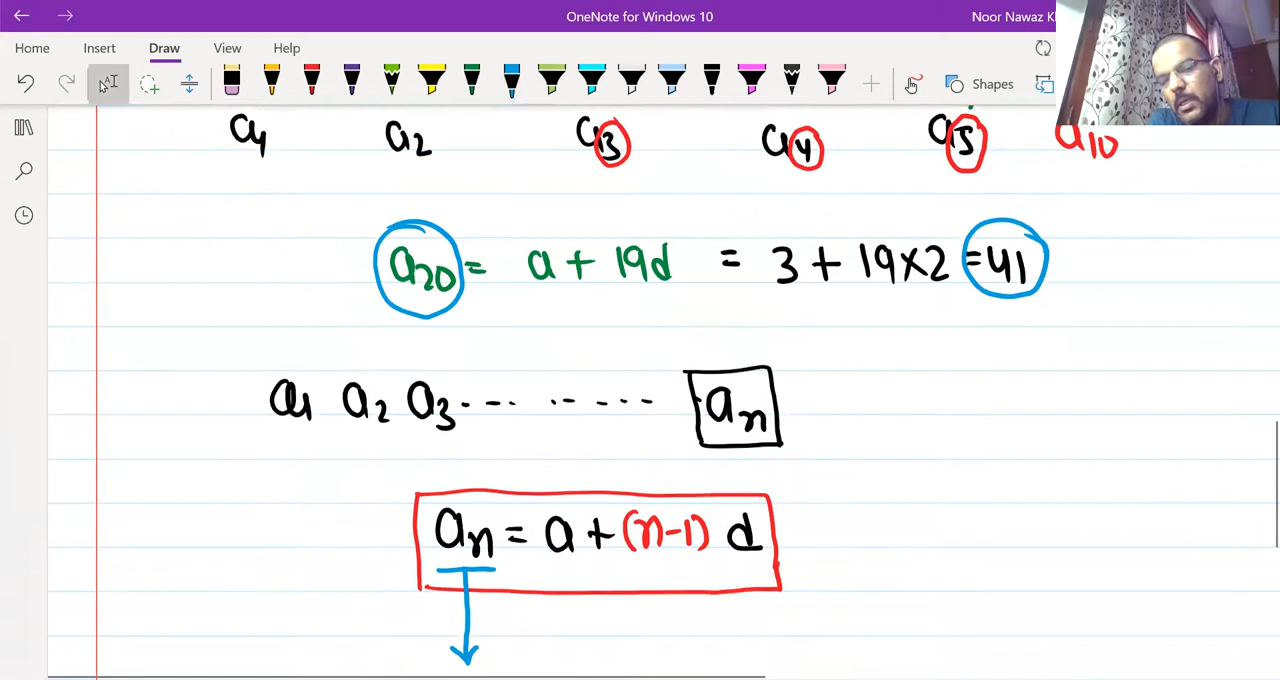 OneNote for Windows 10
Noor Nawaz Kh
Home Insert Draw View Help
Shapes
a1 a2 a3 a4 a5 a10
a20 = a + 19d = 3 + 19×2 = 41
a1 a2 a3 ---- ----- an
an = a + (n-1) d